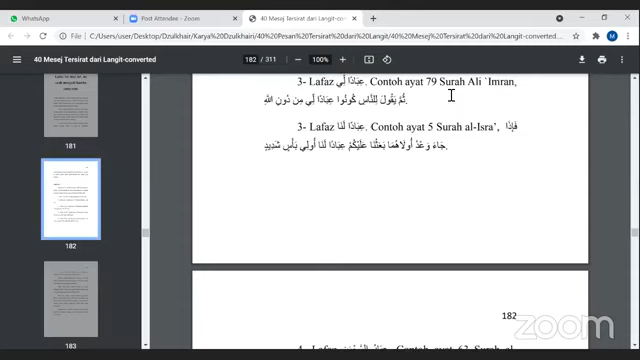 WhatsApp
Post Attendee - Zoom
40 Mesej Tersirat dari Langit-con
File
C:/Users/user/Desktop/Dzulkhair/Karya%20Dzulkhairi/40%20Pesan%20Tersirat%20dari%20Langit/40%20Mesej%20Tersirat%20dari%20Langit-converted
40 Mesej Tersirat dari Langit-converted
182 / 311
100%
181
3- Lafaz عِبَادًا لِي. Contoh ayat 79 Surah Ali `Imran,
ثُمَّ يَقُولَ لِلنَّاسِ كُونُوا عِبَادًا لِي مِن دُونِ اللَّهِ.
3- Lafaz عِبَادًا لَنَا. Contoh ayat 5 Surah al-Isra’, فَإِذَا
جَاءَ وَعْدُ أُولَاهُمَا بَعَثْنَا عَلَيْكُمْ عِبَادًا لَنَا أُولِي بَأْسٍ شَدِيدٍ.
182
182
183
zoom